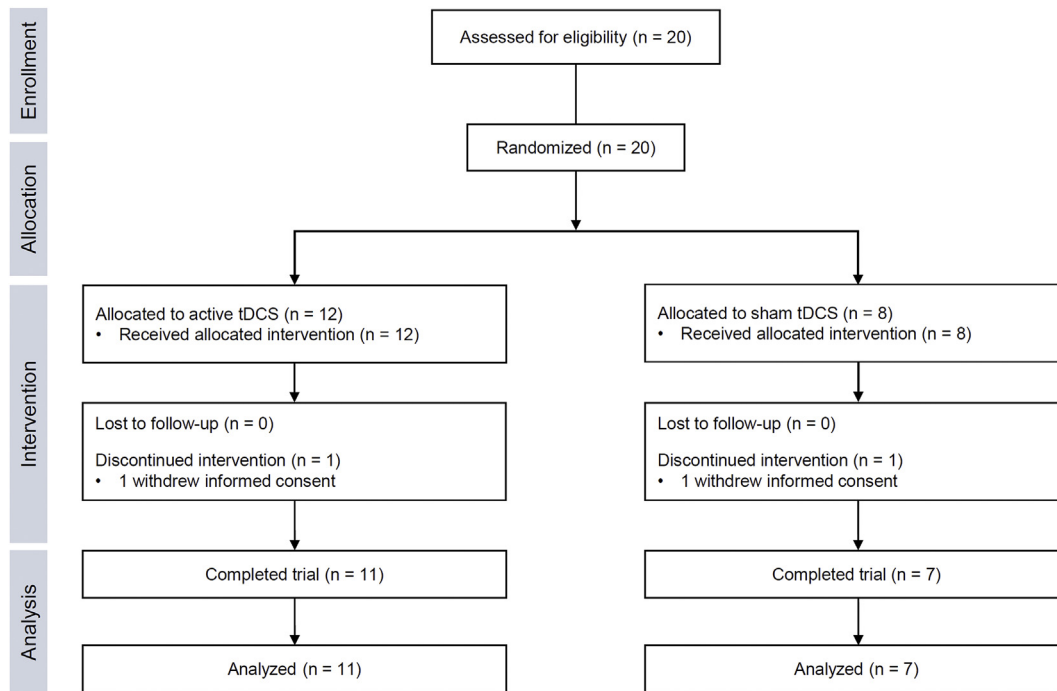 Enrollment
Assessed for eligibility (n = 20)
Randomized (n = 20)
Allocation
Intervention
Allocated to active tDCS (n = 12)
• Received allocated intervention (n = 12)
Allocated to sham tDCS (n = 8)
• Received allocated intervention (n = 8)
Lost to follow-up (n = 0)
Discontinued intervention (n = 1)
• 1 withdrew informed consent
Lost to follow-up (n = 0)
Discontinued intervention (n = 1)
• 1 withdrew informed consent
Analysis
Completed trial (n = 11)
Completed trial (n = 7)
Analyzed (n = 11)
Analyzed (n = 7)